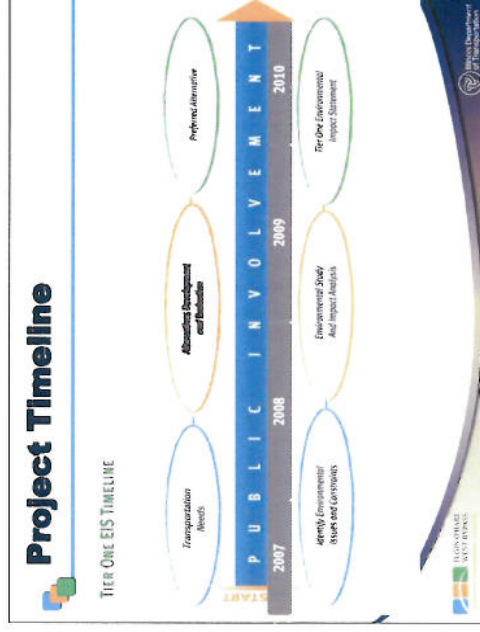 Project Timeline
TIER ONE EIS TIMELINE
Transportation
Needs
Alternatives Development
and Evaluation
Preferred Alternative
START
PUBLIC INVOLVEMENT
2007
2008
2009
2010
Identify Environmental
Issues and Constraints
Environmental Study
And Impact Analysis
Tier One Environmental
Impact Statement
ELGIN O'HARE
WEST BYPASS
Illinois Department
of Transportation